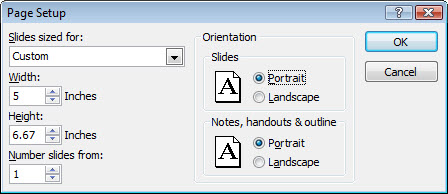 Page Setup
Slides sized for:
Custom
Width:
5 Inches
Height:
6.67 Inches
Number slides from:
1
Orientation
Slides
A
Portrait
Landscape
Notes, handouts & outline
A
Portrait
Landscape
?
OK
Cancel